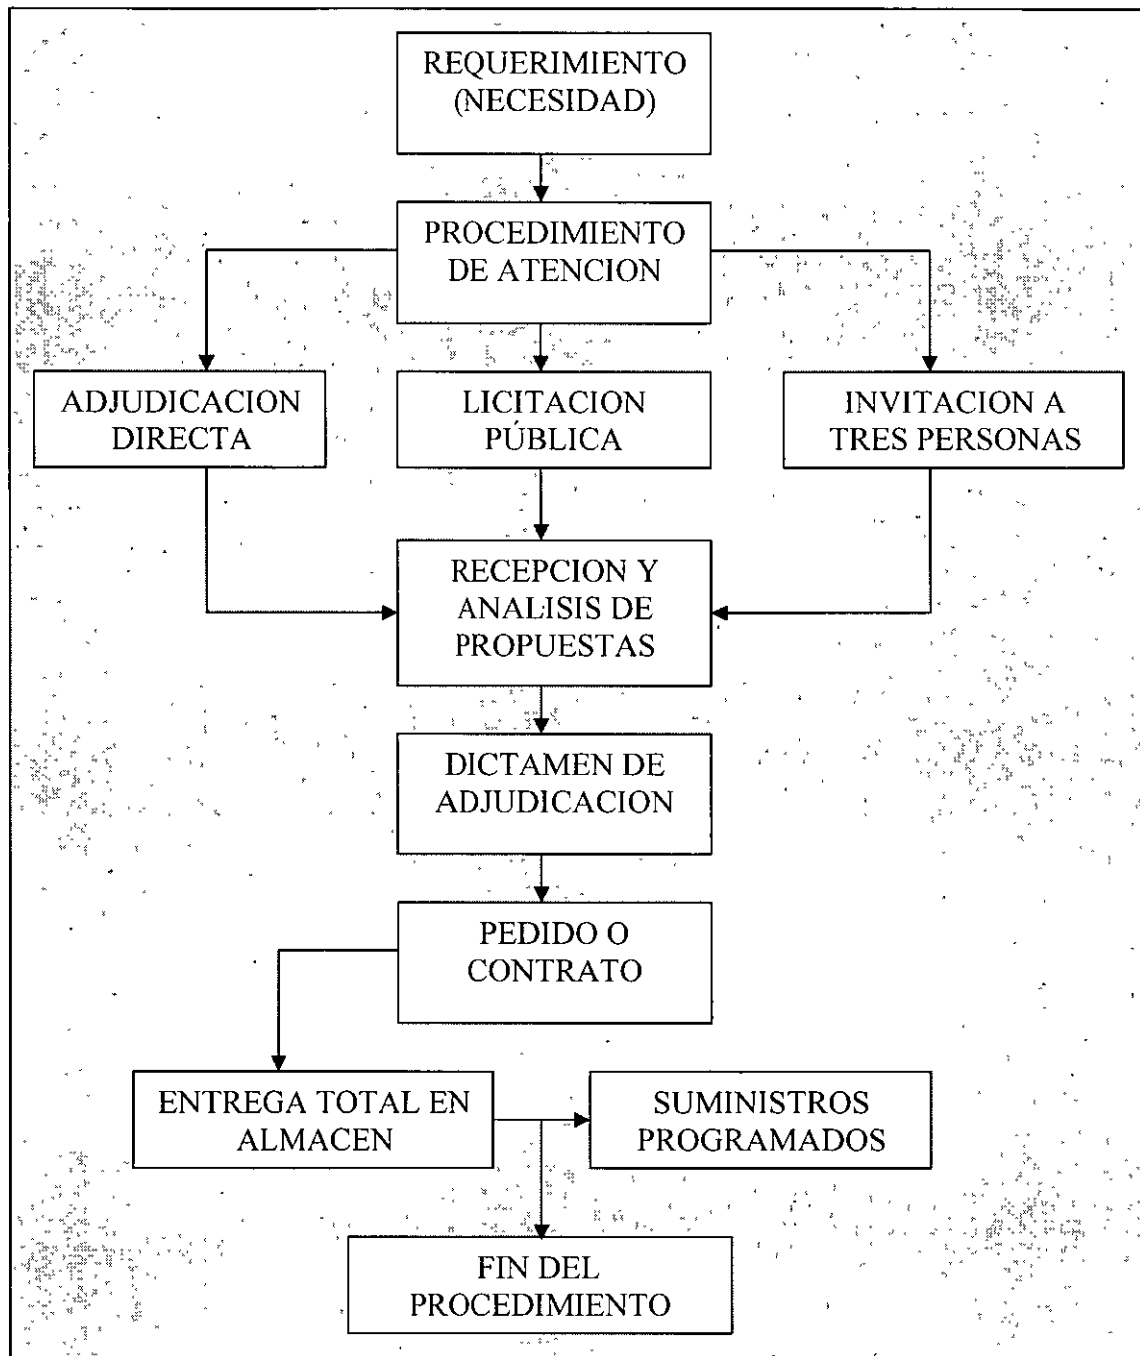 REQUERIMIENTO
(NECESIDAD)
PROCEDIMIENTO
DE ATENCION
ADJUDICACION
DIRECTA
LICITACION
PÚBLICA
INVITACION A
TRES PERSONAS
RECEPCION Y
ANALISIS DE
PROPUESTAS
DICTAMEN DE
ADJUDICACION
PEDIDO O
CONTRATO
ENTREGA TOTAL EN
ALMACEN
SUMINISTROS
PROGRAMADOS
FIN DEL
PROCEDIMIENTO